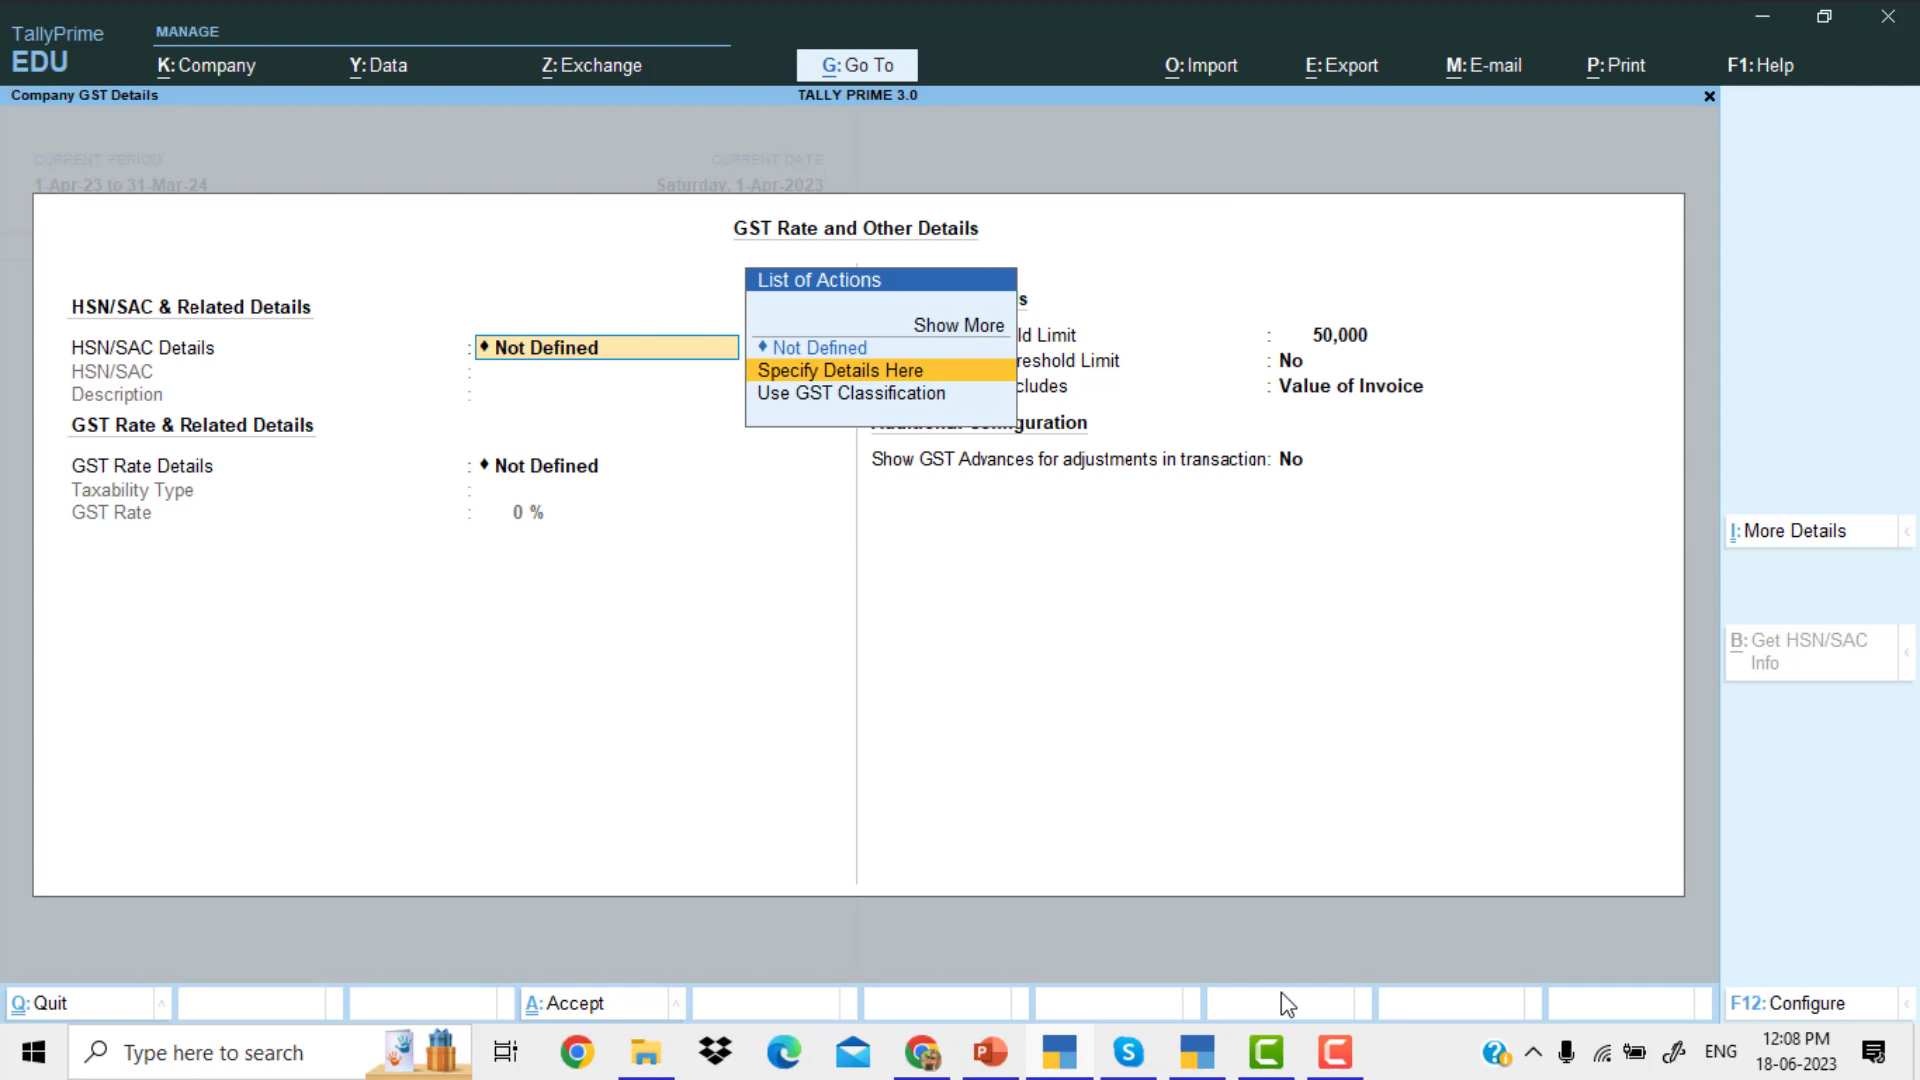 TallyPrime
EDU
MANAGE
K: Company
Y: Data
Z: Exchange
G: Go To
O: Import
E: Export
M: E-mail
P: Print
F1: Help
Company GST Details
TALLY PRIME 3.0
CURRENT PERIOD
CURRENT DATE
1-Apr-23 to 31-Mar-24
Saturday, 1-Apr-2023
GST Rate and Other Details
HSN/SAC & Related Details
HSN/SAC Details : ♦ Not Defined
HSN/SAC :
Description :
GST Rate & Related Details
GST Rate Details : ♦ Not Defined
Taxability Type :
GST Rate : 0 %
List of Actions
Show More
♦ Not Defined
Specify Details Here
Use GST Classification
Limit : 50,000
Limit : No
: Value of Invoice
Show GST Advances for adjustments in transaction: No
I: More Details
B: Get HSN/SAC
Info
Q: Quit
A: Accept
F12: Configure
Type here to search
ENG
12:08 PM
18-06-2023